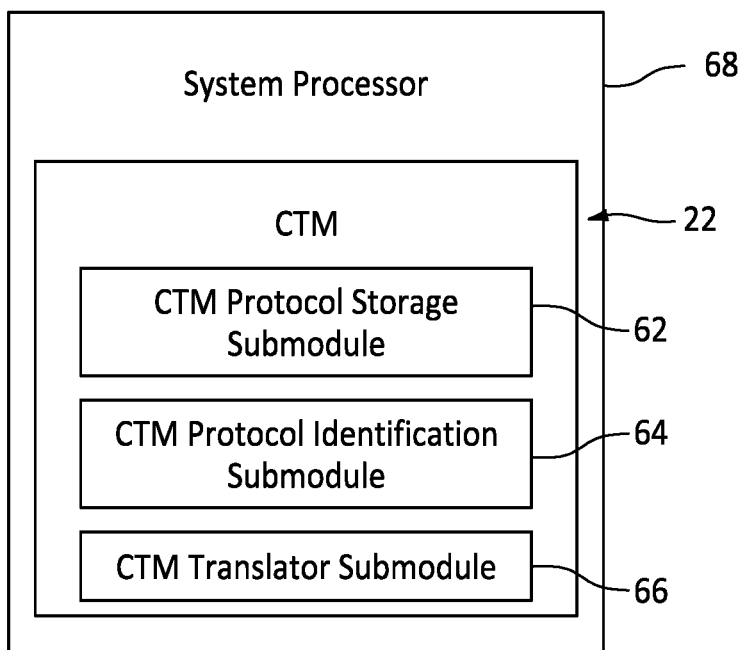 System Processor
68
CTM
22
CTM Protocol Storage
Submodule
62
CTM Protocol Identification
Submodule
64
CTM Translator Submodule
66